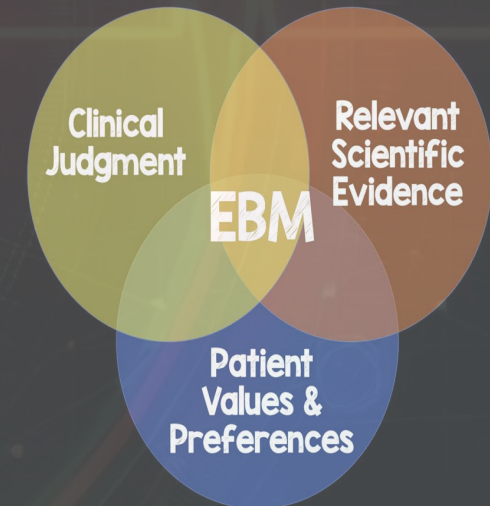 Clinical
Judgment
Relevant
Scientific
Evidence
EBM
Patient
Values &
Preferences